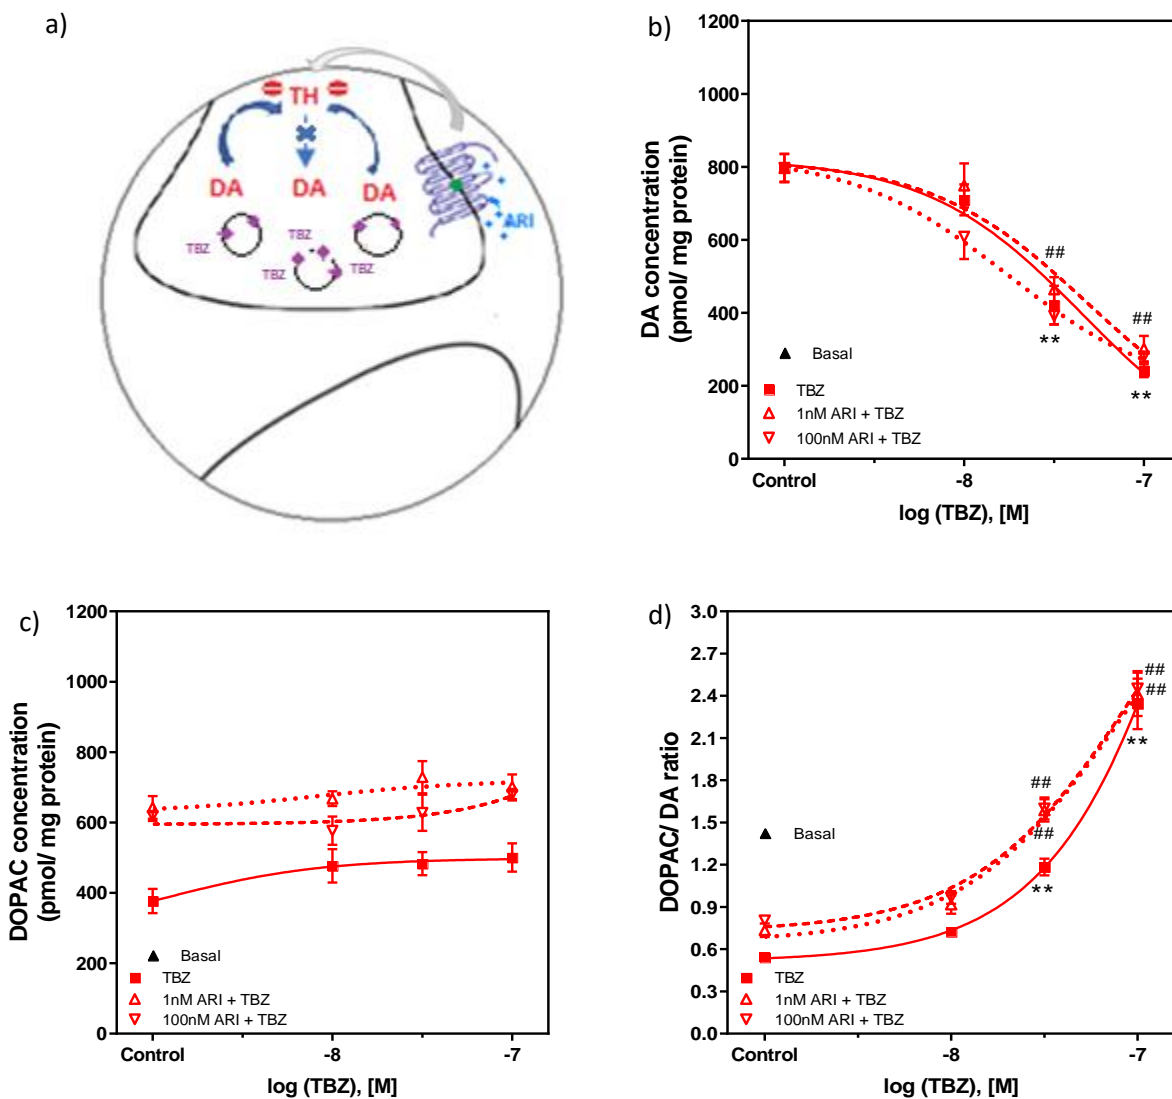 a)
TH
DA
DA
DA
TBZ
TBZ
TBZ
TBZ
ARI
b)
DA concentration
(pmol/ mg protein)
1200
1000
800
600
400
200
0
##
##
**
**
Basal
TBZ
1nM ARI + TBZ
100nM ARI + TBZ
Control
-8
-7
log (TBZ), [M]
c)
DOPAC concentration
(pmol/ mg protein)
1200
1000
800
600
400
200
0
Basal
TBZ
1nM ARI + TBZ
100nM ARI + TBZ
Control
-8
-7
log (TBZ), [M]
d)
DOPAC/ DA ratio
3.0
2.7
2.4
2.1
1.8
1.5
1.2
0.9
0.6
0.3
0.0
##
##
**
##
##
**
Basal
TBZ
1nM ARI + TBZ
100nM ARI + TBZ
Control
-8
-7
log (TBZ), [M]